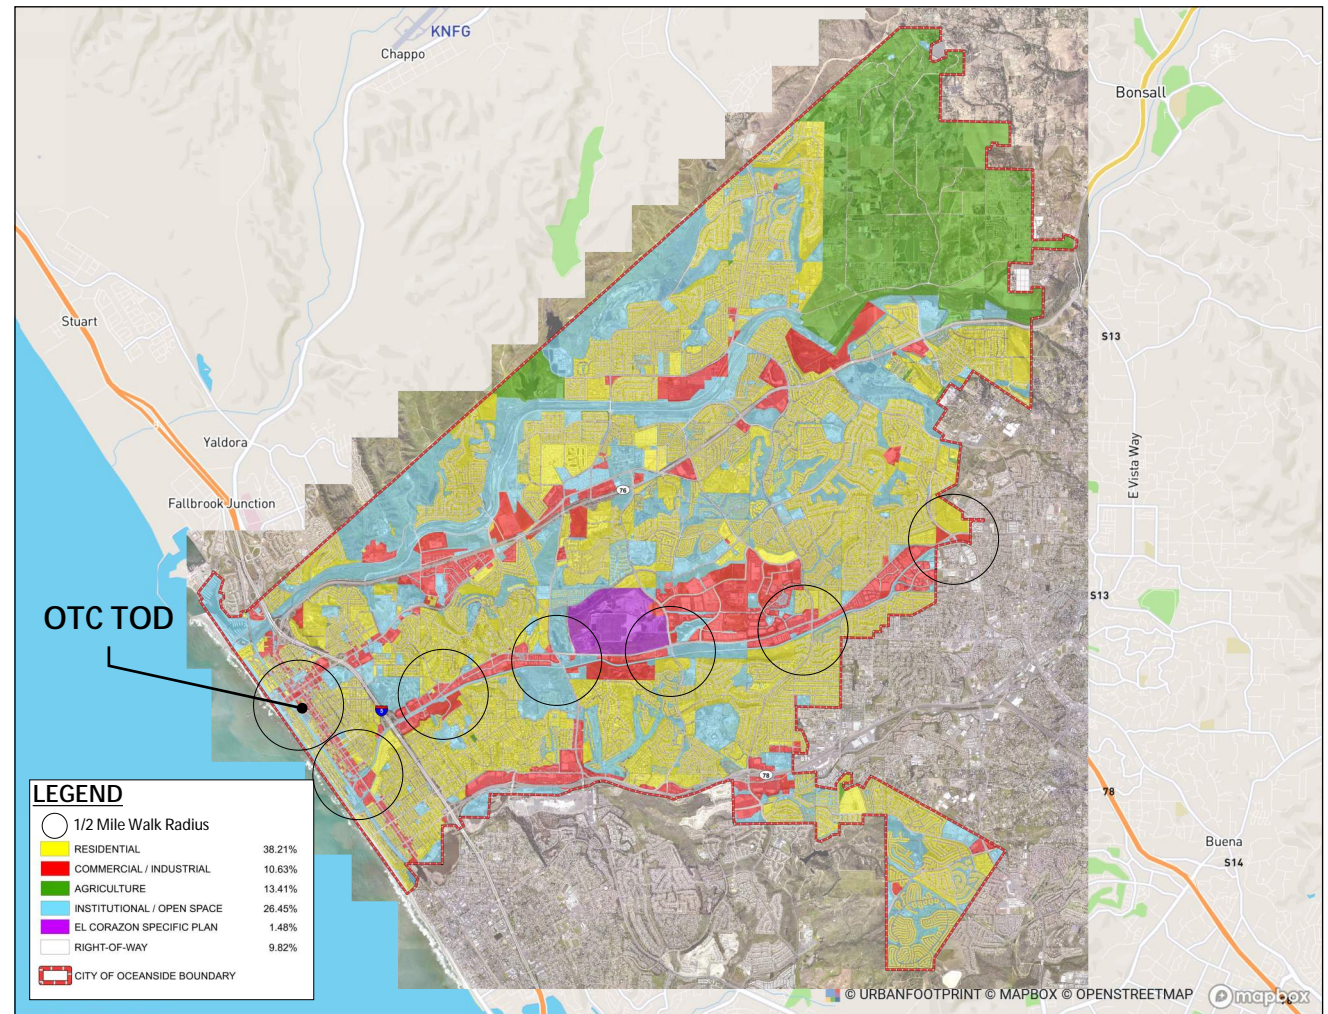 KNFG
Chappo
Bonsall
Stuart
S13
Yaldora
E Vista Way
Fallbrook Junction
76
S13
OTC TOD
5
78
78
Buena
S14
LEGEND
1/2 Mile Walk Radius
RESIDENTIAL 38.21%
COMMERCIAL / INDUSTRIAL 10.63%
AGRICULTURE 13.41%
INSTITUTIONAL / OPEN SPACE 26.45%
EL CORAZON SPECIFIC PLAN 1.48%
RIGHT-OF-WAY 9.82%
CITY OF OCEANSIDE BOUNDARY
© URBANFOOTPRINT © MAPBOX © OPENSTREETMAP
mapbox